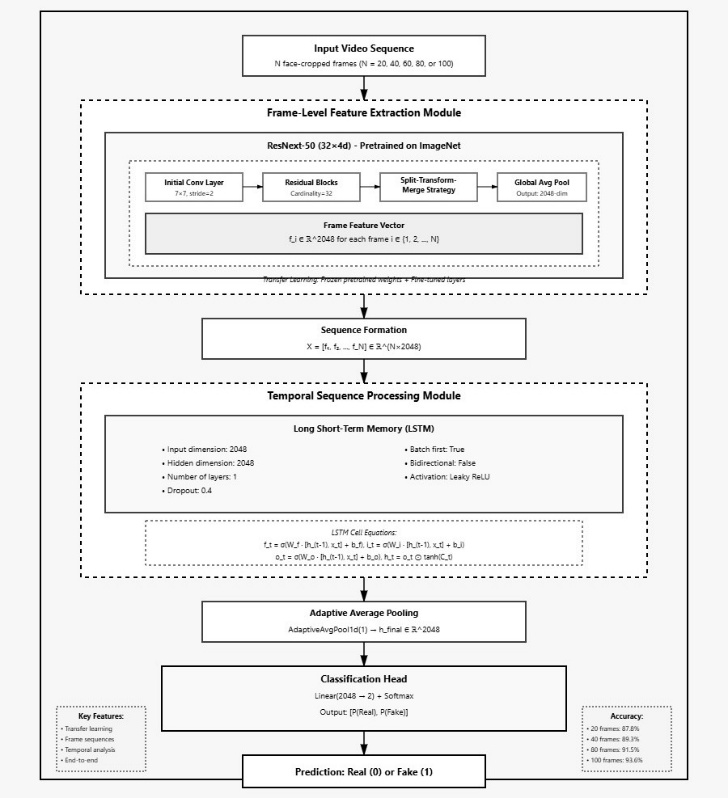 Input Video Sequence
N face-cropped frames (N = 20, 40, 60, 80, or 100)
Frame-Level Feature Extraction Module
ResNext-50 (32×4d) - Pretrained on ImageNet
Initial Conv Layer
7×7, stride=2
Residual Blocks
Cardinality=32
Split-Transform-
Merge Strategy
Global Avg Pool
Output: 2048-dim
Frame Feature Vector
f_i ∈ ℝ^2048 for each frame i ∈ {1, 2, ..., N}
Transfer Learning: Frozen pretrained weights + Fine-tuned layers
Sequence Formation
X = [f₁, f₂, ..., f_N] ∈ ℝ^(N×2048)
Temporal Sequence Processing Module
Long Short-Term Memory (LSTM)
• Input dimension: 2048
• Hidden dimension: 2048
• Number of layers: 1
• Dropout: 0.4
• Batch first: True
• Bidirectional: False
• Activation: Leaky ReLU
LSTM Cell Equations:
f_t = σ(W_f · [h_(t-1), x_t] + b_f), i_t = σ(W_i · [h_(t-1), x_t] + b_i)
o_t = σ(W_o · [h_(t-1), x_t] + b_o), h_t = o_t ⊙ tanh(C_t)
Adaptive Average Pooling
AdaptiveAvgPool1d(1) → h_final ∈ ℝ^2048
Classification Head
Linear(2048 → 2) + Softmax
Output: [P(Real), P(Fake)]
Key Features:
• Transfer learning
• Frame sequences
• Temporal analysis
• End-to-end
Accuracy:
• 20 frames: 87.8%
• 40 frames: 89.3%
• 80 frames: 91.5%
• 100 frames: 93.6%
Prediction: Real (0) or Fake (1)